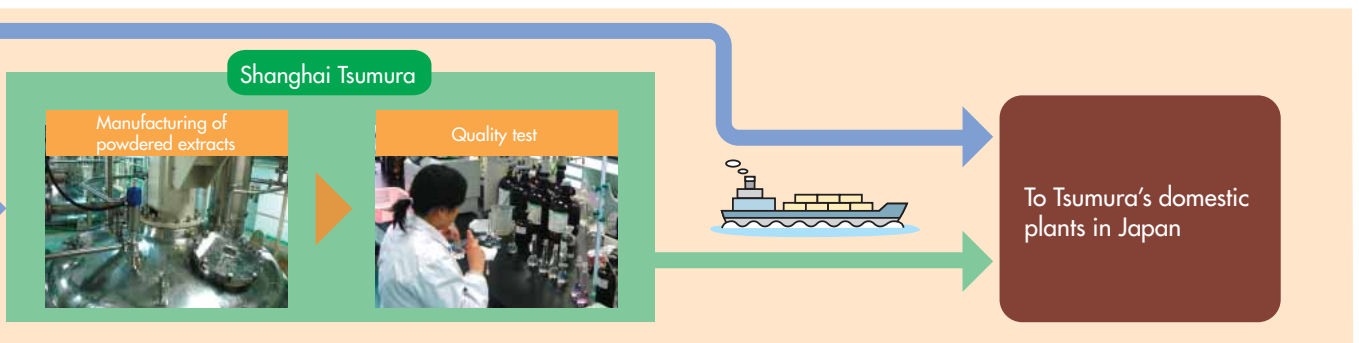 Shanghai Tsumura
Manufacturing of
powdered extracts
Quality test
To Tsumura's domestic
plants in Japan